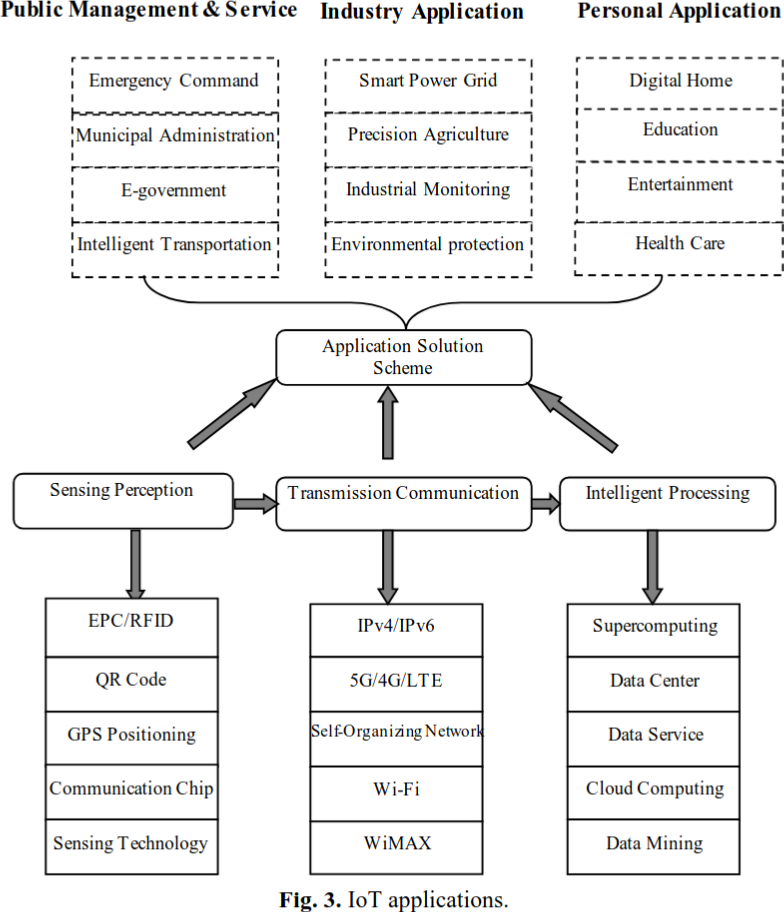 Public Management & Service
Industry Application
Personal Application
Emergency Command
Municipal Administration
E-government
Intelligent Transportation
Smart Power Grid
Precision Agriculture
Industrial Monitoring
Environmental protection
Digital Home
Education
Entertainment
Health Care
Application Solution
Scheme
Sensing Perception
Transmission Communication
Intelligent Processing
EPC/RFID
QR Code
GPS Positioning
Communication Chip
Sensing Technology
IPv4/IPv6
5G/4G/LTE
Self-Organizing Network
Wi-Fi
WiMAX
Supercomputing
Data Center
Data Service
Cloud Computing
Data Mining
Fig. 3. IoT applications.